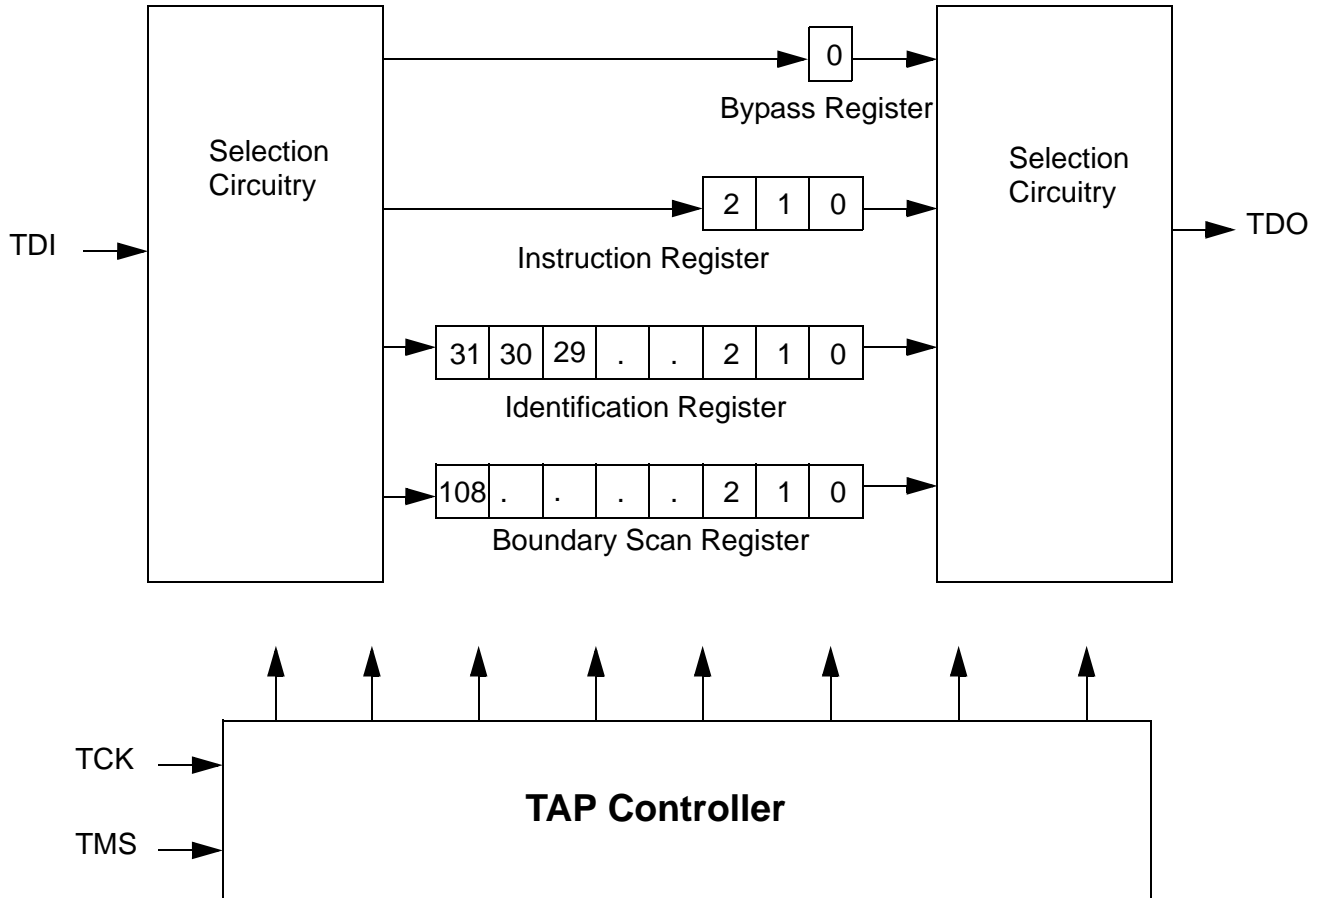 0
Bypass Register
Selection
Circuitry
Selection
Circuitry
2 1 0
TDI
TDO
Instruction Register
31 30 29 . . 2 1 0
Identification Register
108 . . . . 2 1 0
Boundary Scan Register
TCK
TAP Controller
TMS